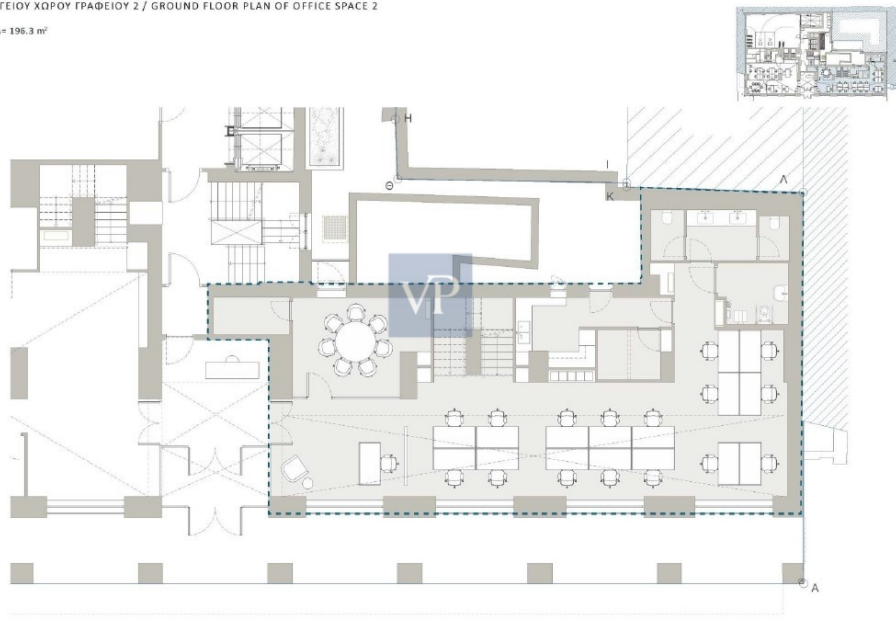 ΓΕΙΟΥ ΧΩΡΟΥ ΓΡΑΦΕΙΟΥ 2 / GROUND FLOOR PLAN OF OFFICE SPACE 2
= 196.3 m²
H
Θ
I
K
Λ
VP
A